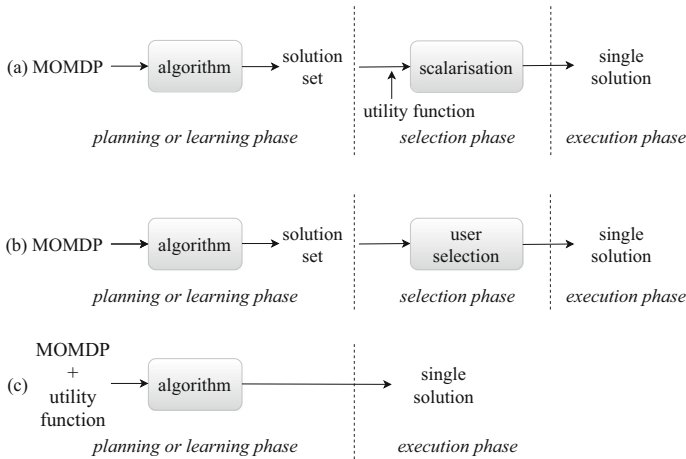 (a) MOMDP
algorithm
solution
set
scalarisation
single
solution
utility function
planning or learning phase
selection phase
execution phase
(b) MOMDP
algorithm
solution
set
user
selection
single
solution
planning or learning phase
selection phase
execution phase
(c)
MOMDP
+
utility
function
algorithm
single
solution
planning or learning phase
execution phase